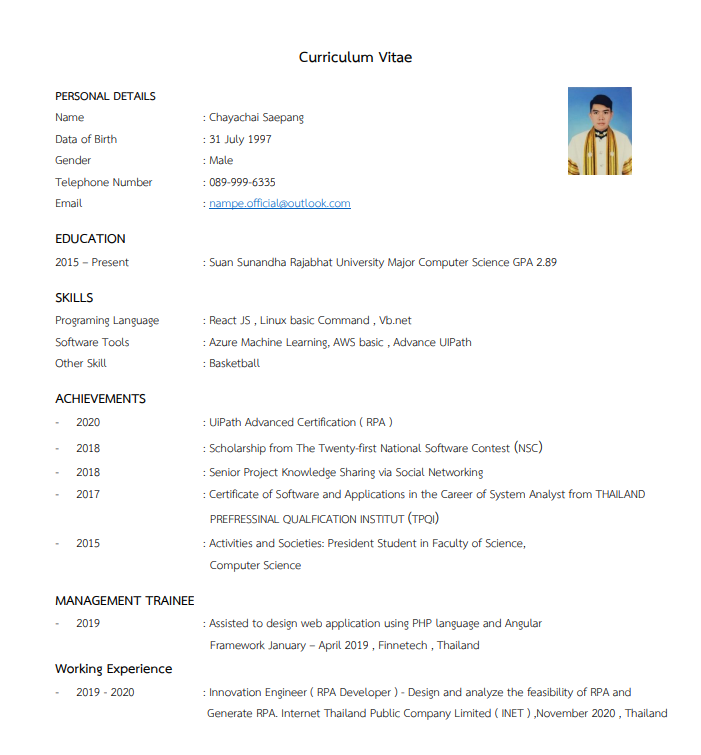 Curriculum Vitae
PERSONAL DETAILS
Name : Chayachai Saepang
Data of Birth : 31 July 1997
Gender : Male
Telephone Number : 089-999-6335
Email : nampe.official@outlook.com
EDUCATION
2015 – Present : Suan Sunandha Rajabhat University Major Computer Science GPA 2.89
SKILLS
Programing Language : React JS , Linux basic Command , Vb.net
Software Tools : Azure Machine Learning, AWS basic , Advance UIPath
Other Skill : Basketball
ACHIEVEMENTS
- 2020 : UiPath Advanced Certification ( RPA )
- 2018 : Scholarship from The Twenty-first National Software Contest (NSC)
- 2018 : Senior Project Knowledge Sharing via Social Networking
- 2017 : Certificate of Software and Applications in the Career of System Analyst from THAILAND
PREFRESSINAL QUALFICATION INSTITUT (TPQI)
- 2015 : Activities and Societies: President Student in Faculty of Science,
Computer Science
MANAGEMENT TRAINEE
- 2019 : Assisted to design web application using PHP language and Angular
Framework January – April 2019 , Finnetech , Thailand
Working Experience
- 2019 - 2020 : Innovation Engineer ( RPA Developer ) - Design and analyze the feasibility of RPA and
Generate RPA. Internet Thailand Public Company Limited ( INET ) ,November 2020 , Thailand